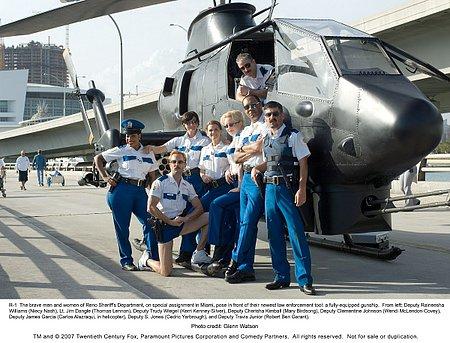 R-1  The brave men and women of Reno Sheriff's Department, on special assignment in Miami, pose in front of their newest law enforcement tool: a fully-equipped gunship.  From left: Deputy Raineesha
Williams (Niecy Nash), Lt. Jim Dangle (Thomas Lennon), Deputy Trudy Wiegel (Kerri Kenney-Silver), Deputy Cherisha Kimball (Mary Birdsong), Deputy Clementine Johnson (Wendi McLendon-Covey),
Deputy James Garcia (Carlos Alazraqui, in helicopter), Deputy S. Jones (Cedric Yarbrough), and Deputy Travis Junior (Robert Ben Garant).
Photo credit: Glenn Watson
TM and © 2007 Twentieth Century Fox, Paramount Pictures Corporation and Comedy Partners.  All rights reserved.  Not for sale or duplication.